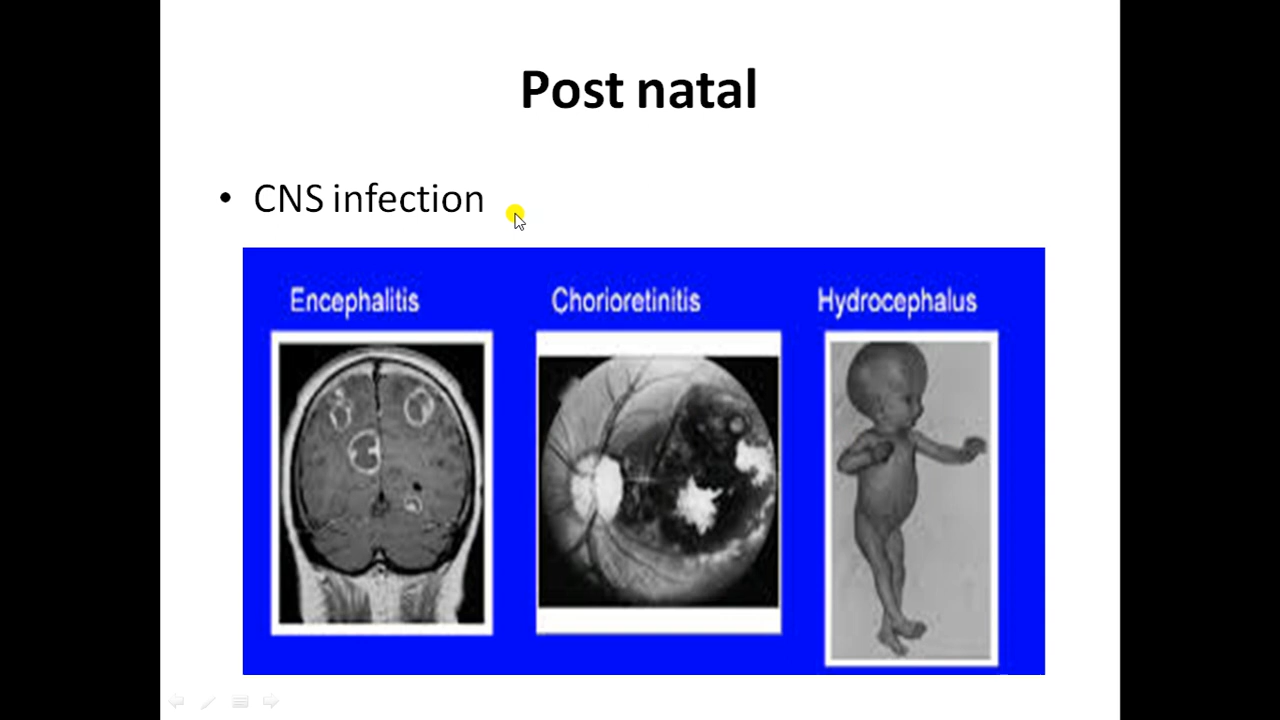 Post natal
• CNS infection
Encephalitis
Chorioretinitis
Hydrocephalus